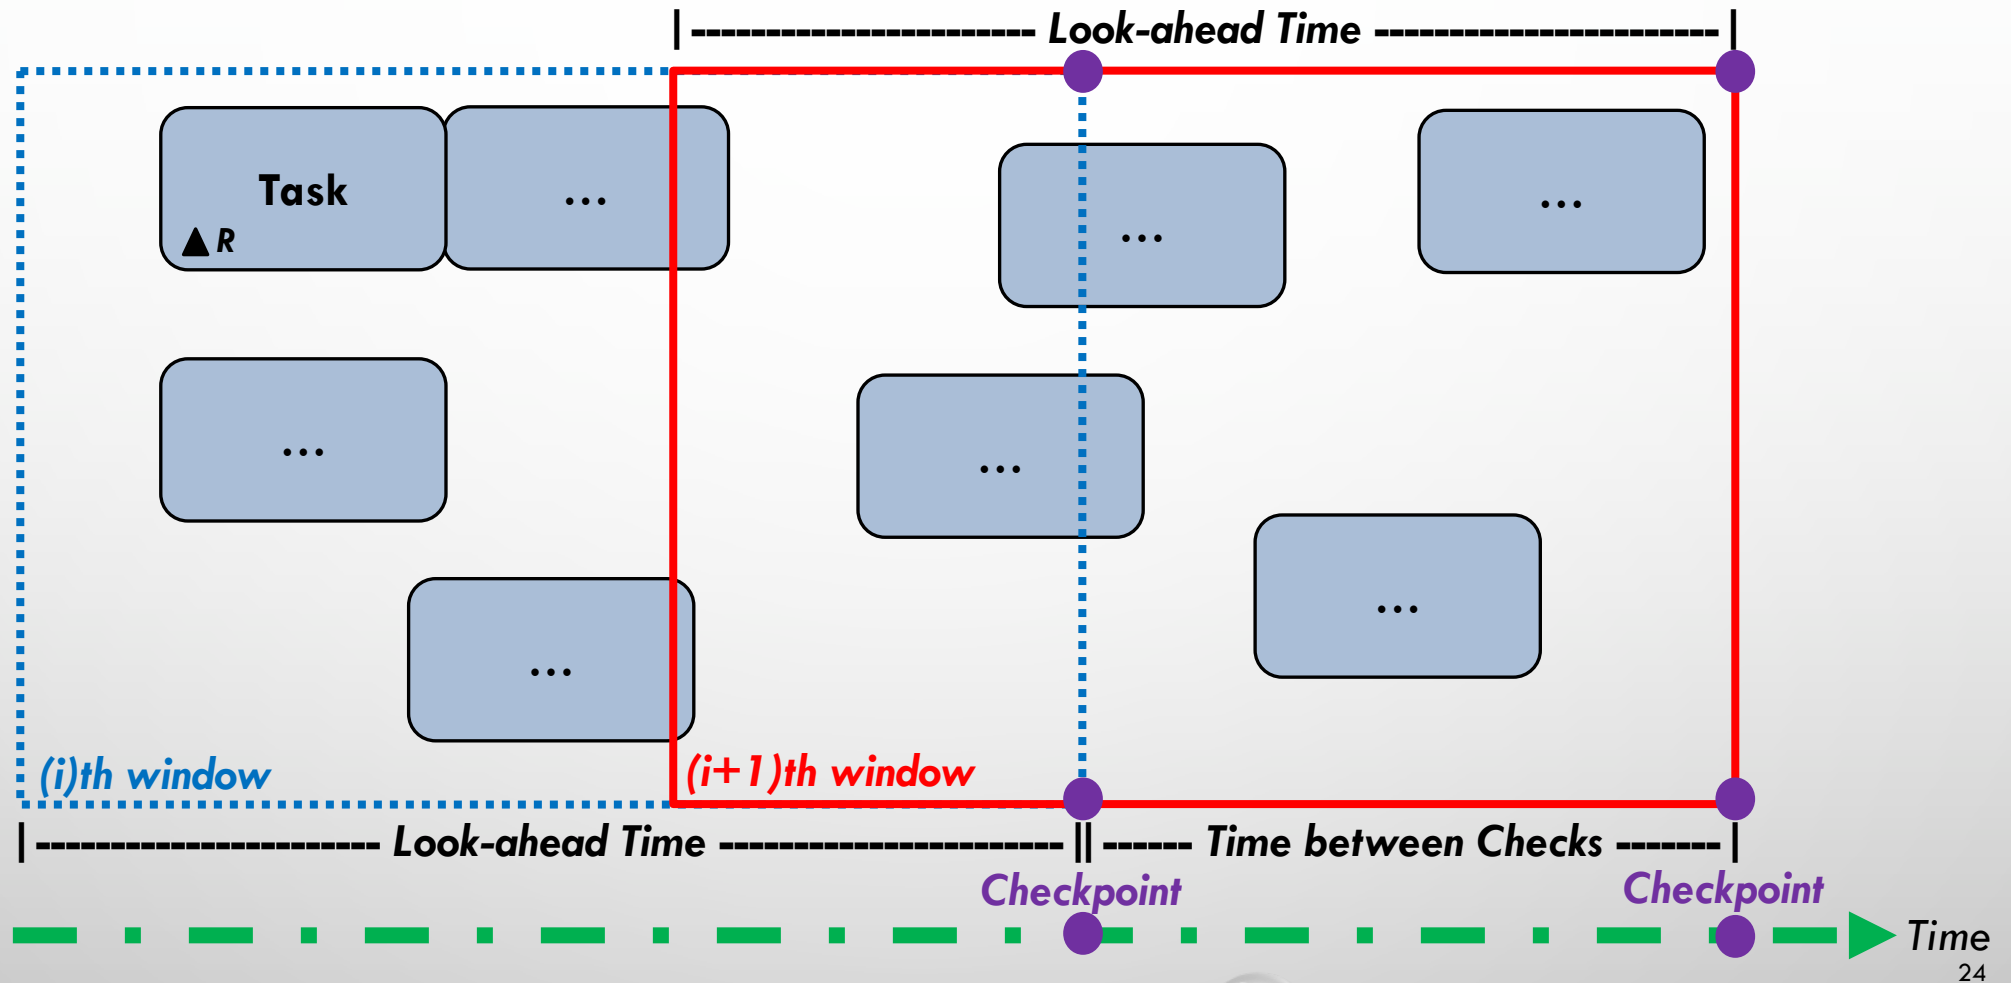 |---------------------- Look-ahead Time ----------------------|
Task
▲ R
...
...
...
...
...
...
...
(i)th window
(i+1)th window
|---------------------- Look-ahead Time ----------------------||------ Time between Checks -------|
Checkpoint
Checkpoint
Time
24